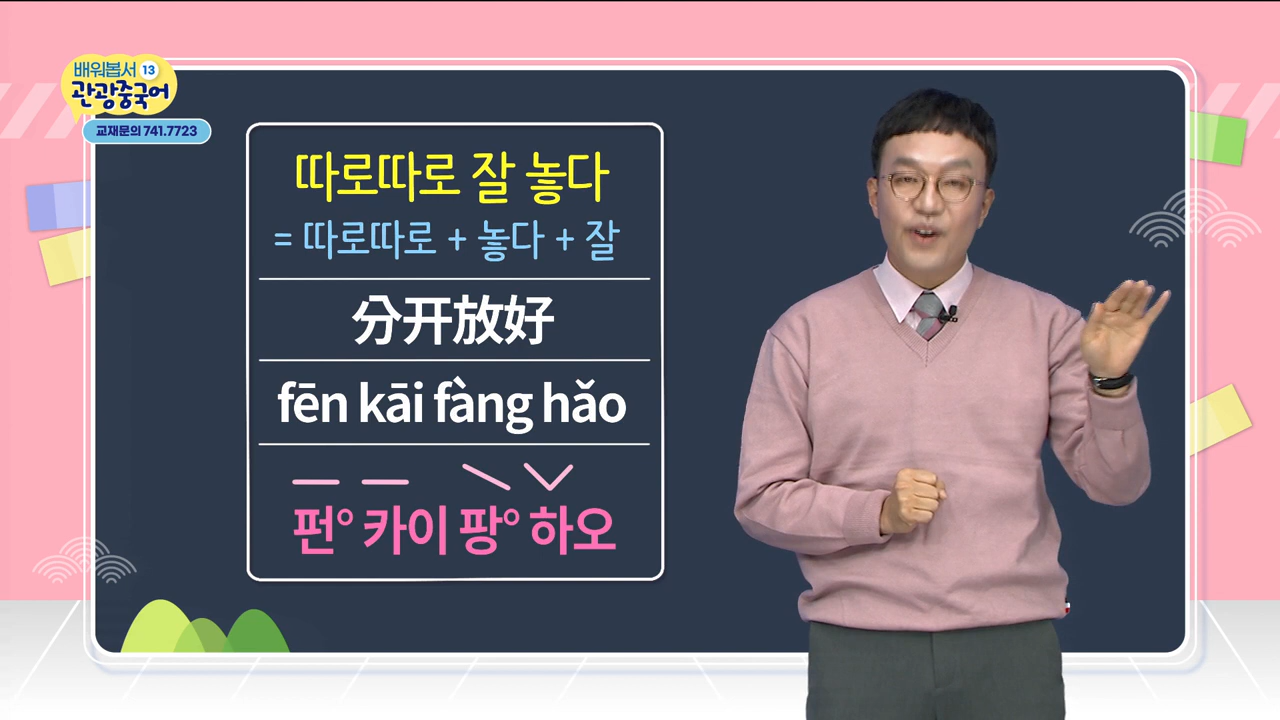 배워봅서 13
관광중국어
교재문의 741.7723
따로따로 잘 놓다
= 따로따로 + 놓다 + 잘
分开放好
fēn kāi fàng hǎo
펀° 카이 팡° 하오